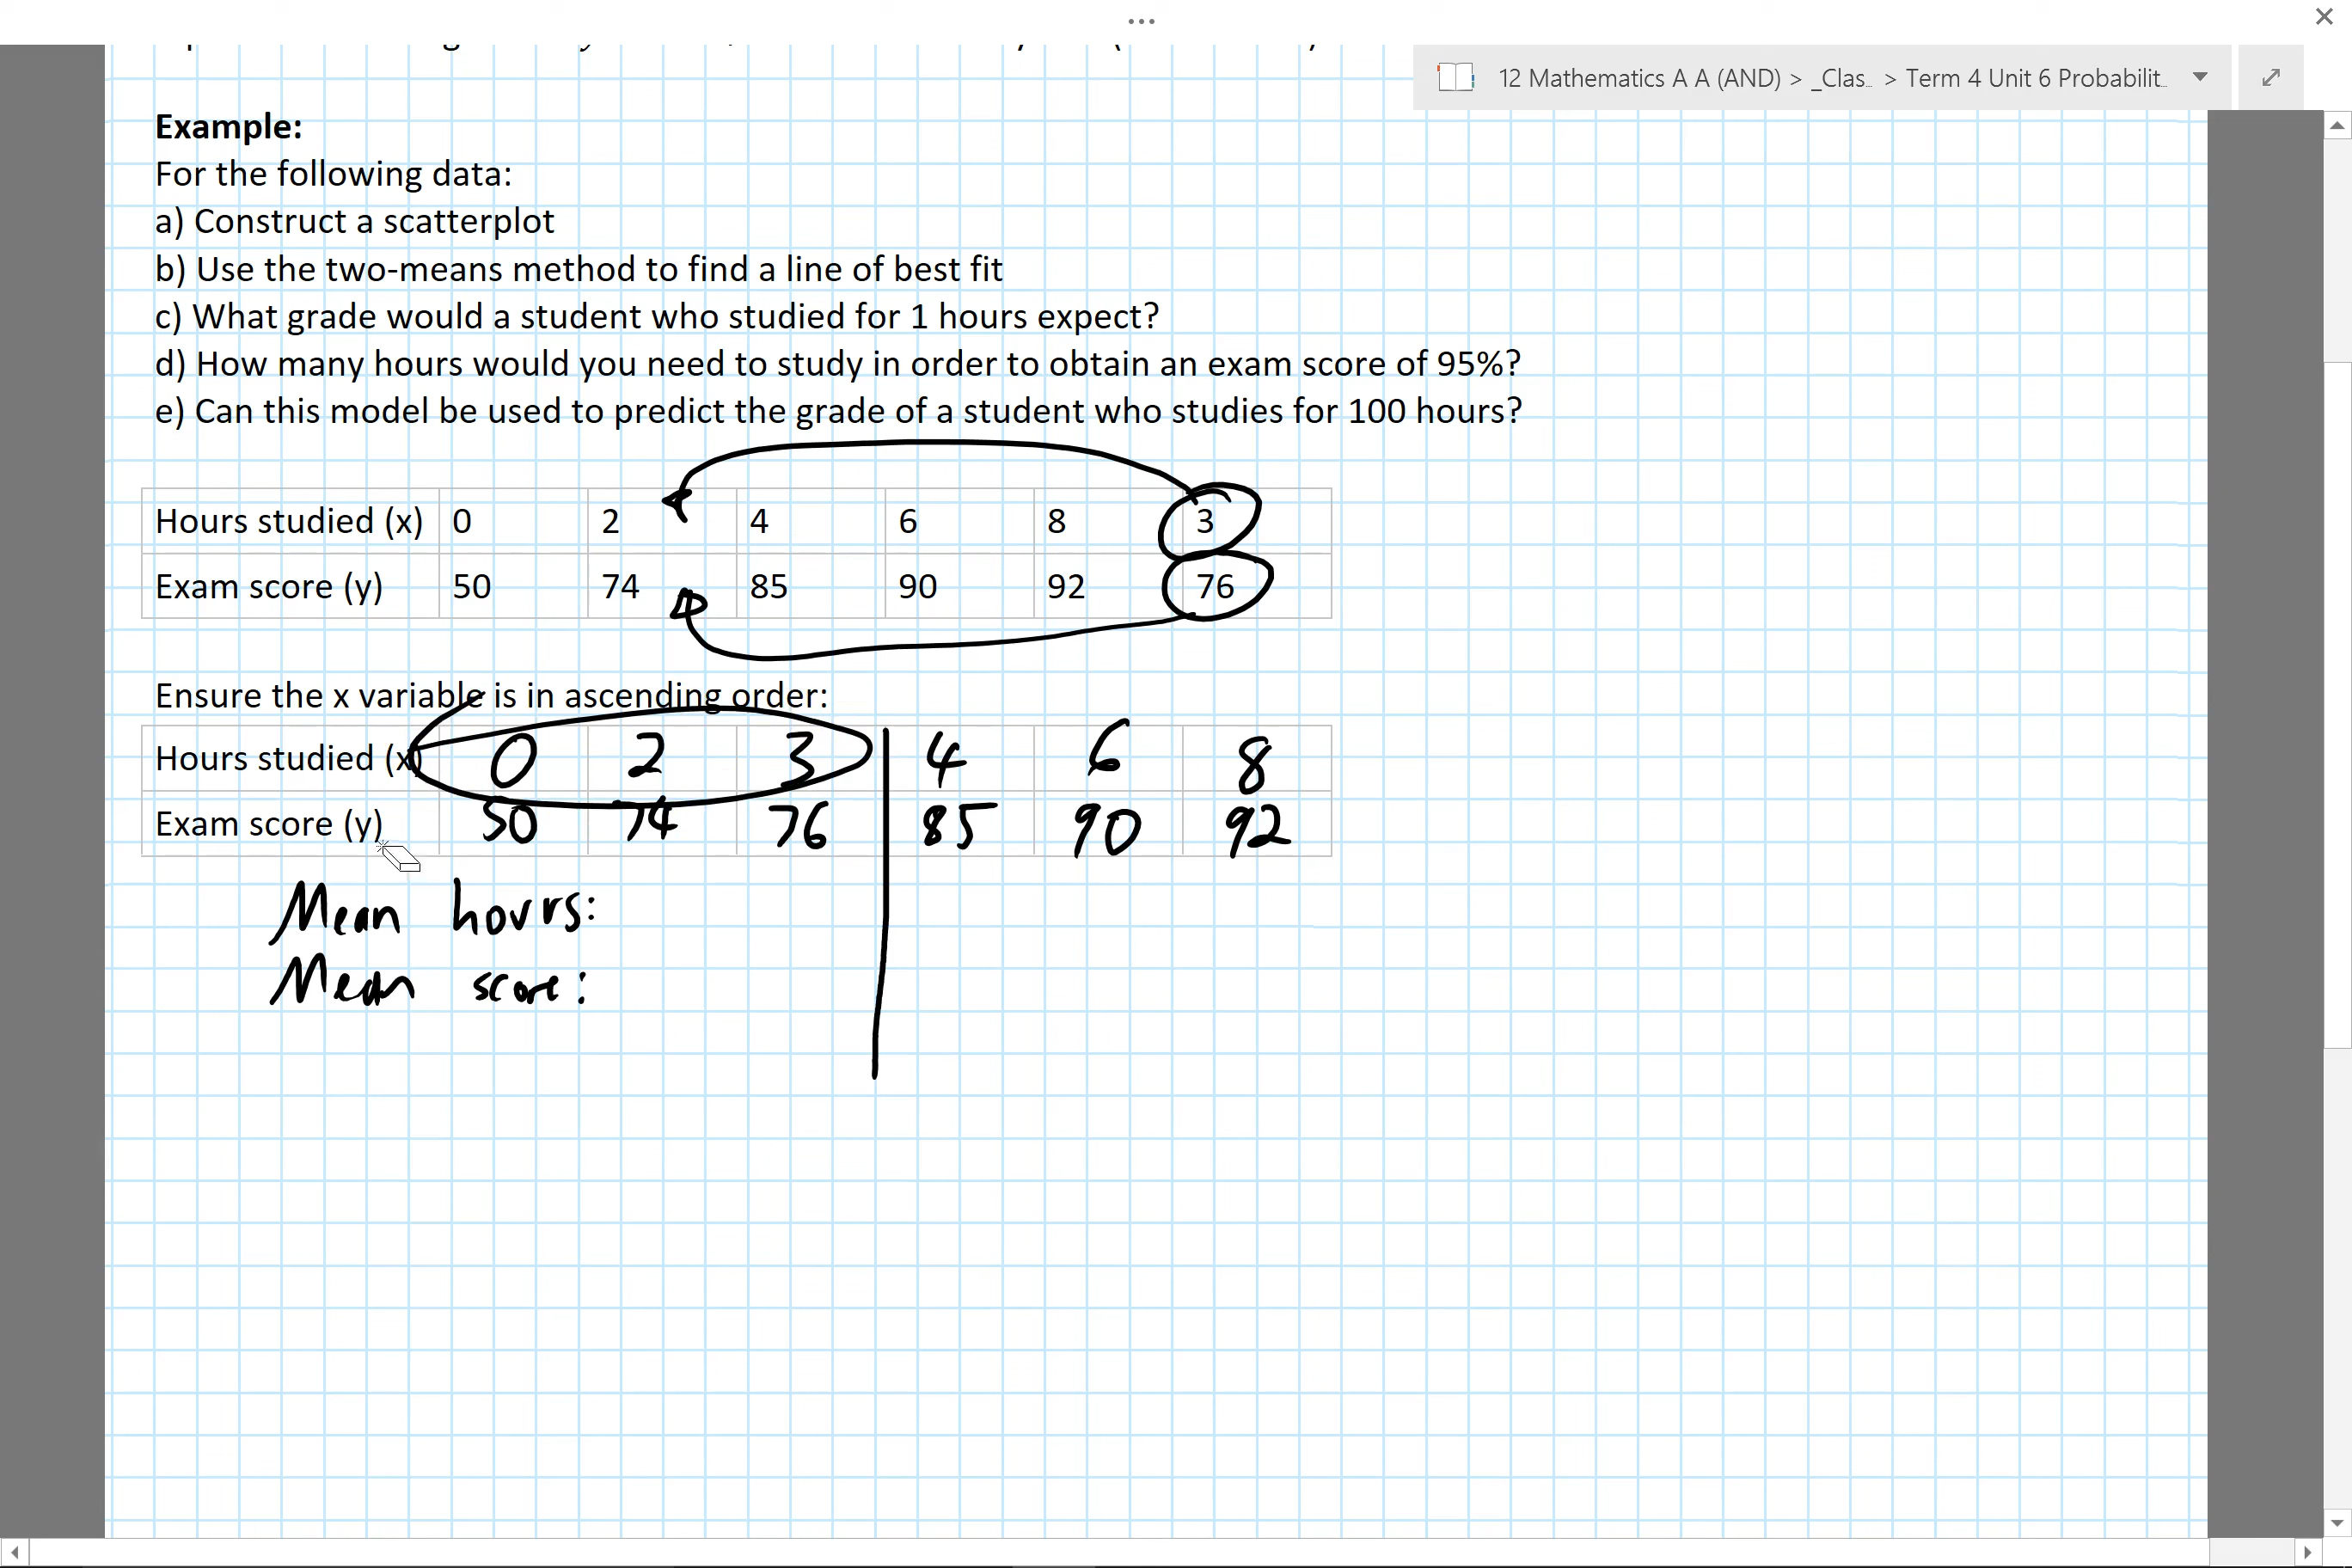 12 Mathematics A A (AND) > _Clas... > Term 4 Unit 6 Probabilit...
Example:
For the following data:
a) Construct a scatterplot
b) Use the two-means method to find a line of best fit
c) What grade would a student who studied for 1 hours expect?
d) How many hours would you need to study in order to obtain an exam score of 95%?
e) Can this model be used to predict the grade of a student who studies for 100 hours?
Hours studied (x) 0 2 4 6 8 3
Exam score (y) 50 74 85 90 92 76
Ensure the x variable is in ascending order:
Hours studied (x) 0 2 3 4 6 8
Exam score (y) 50 74 76 85 90 92
Mean hours:
Mean score: